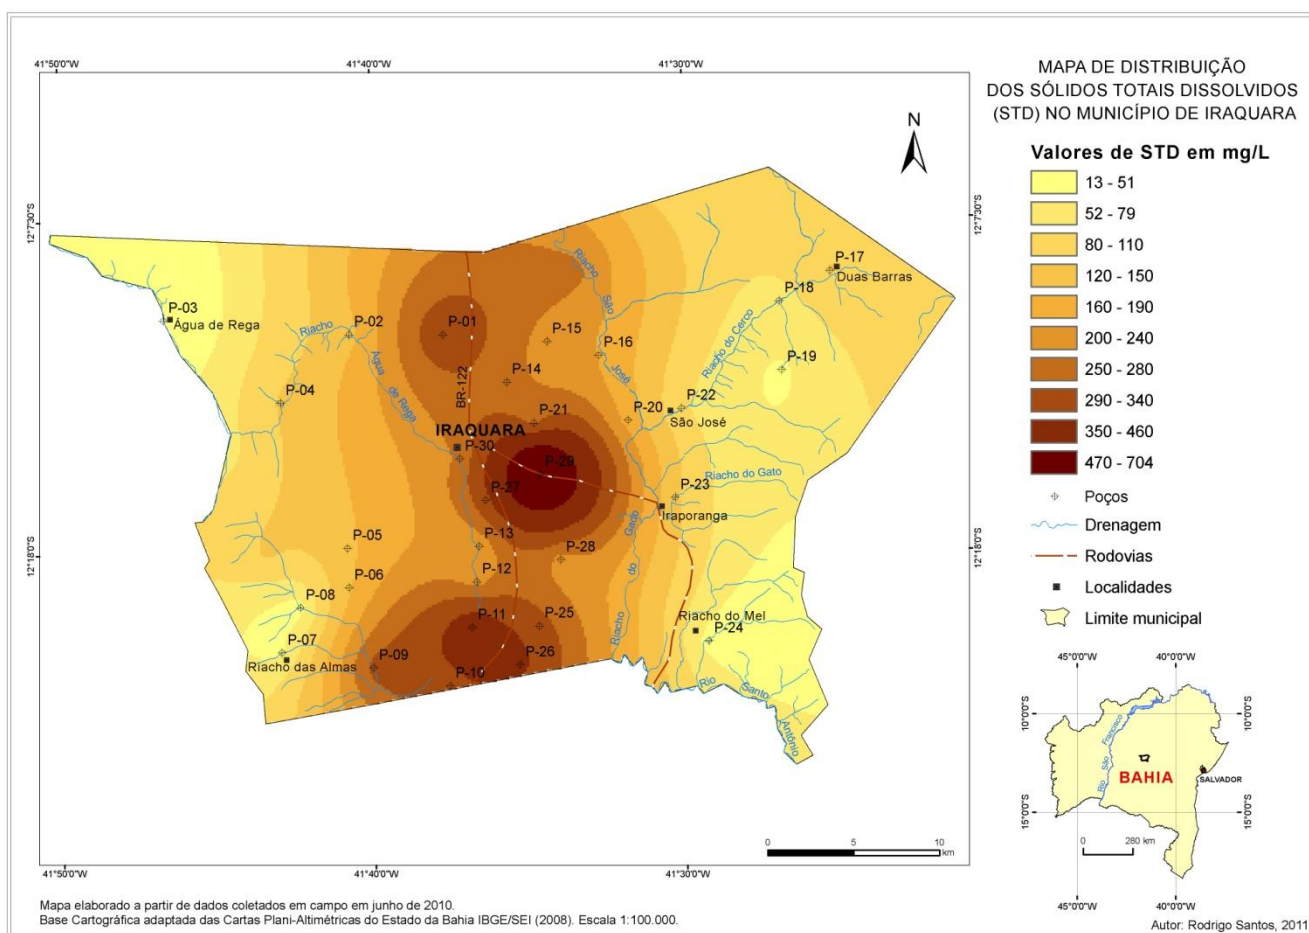 MAPA DE DISTRIBUIÇÃO
DOS SÓLIDOS TOTAIS DISSOLVIDOS
(STD) NO MUNICÍPIO DE IRAQUARA
Valores de STD em mg/L
13 - 51
52 - 79
80 - 110
120 - 150
160 - 190
200 - 240
250 - 280
290 - 340
350 - 460
470 - 704
Poços
Drenagem
Rodovias
Localidades
Limite municipal
41°50'0"W
41°40'0"W
41°30'0"W
12°7'30"S
12°7'30"S
12°18'0"S
12°18'0"S
N
P-17
Duas Barras
P-18
P-03
Água de Rega
Riacho
P-02
P-01
Riacho
São
José
P-15
P-16
Riacho do Cerco
P-19
Água
de Rega
BR-122
P-14
P-04
P-21
P-20
P-22
São José
IRAQUARA
P-30
P-29
Riacho do Gato
P-27
P-23
Iraporanga
P-13
P-28
Riacho
do
Gado
P-05
P-12
P-06
P-08
P-11
P-25
Riacho do Mel
P-24
P-07
Riacho das Almas
P-09
P-26
P-10
Rio
Santo
Antônio
0
5
10
km
41°50'0"W
41°40'0"W
41°30'0"W
45°0'0"W
40°0'0"W
10°0'0"S
10°0'0"S
Rio
São
Francisco
BAHIA
SALVADOR
15°0'0"S
15°0'0"S
0
280 km
45°0'0"W
40°0'0"W
Mapa elaborado a partir de dados coletados em campo em junho de 2010.
Base Cartográfica adaptada das Cartas Plani-Altimétricas do Estado da Bahia IBGE/SEI (2008). Escala 1:100.000.
Autor: Rodrigo Santos, 2011